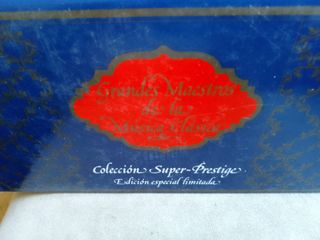 Grandes Maestros
de la
Música Clásica
Colección Super-Prestige
Edición especial limitada